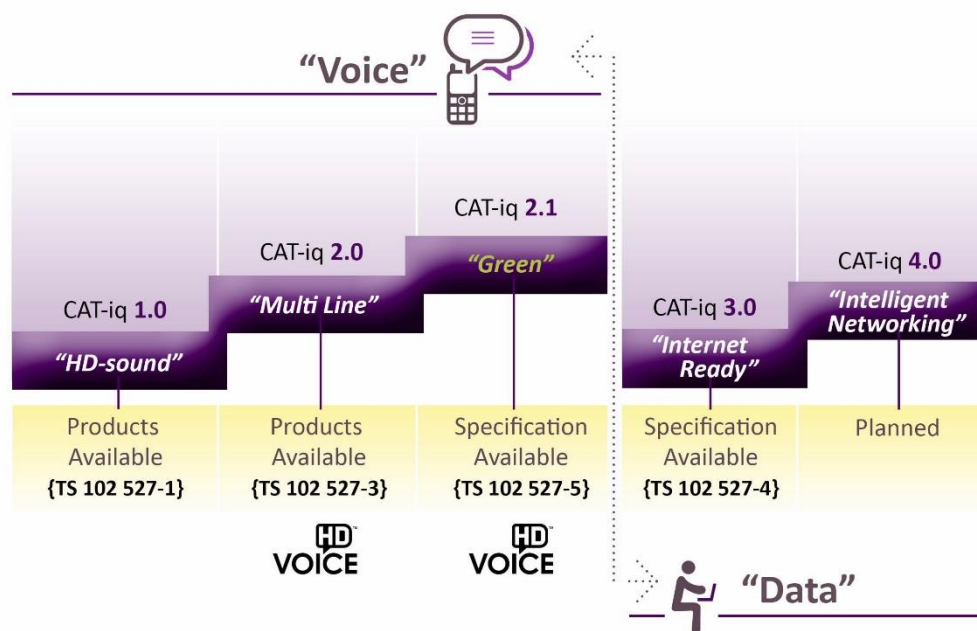 “Voice”
CAT-iq 1.0
“HD-sound”
Products
Available
{TS 102 527-1}
CAT-iq 2.0
“Multi Line”
Products
Available
{TS 102 527-3}
HD™
VOICE
CAT-iq 2.1
“Green”
Specification
Available
{TS 102 527-5}
HD™
VOICE
CAT-iq 3.0
“Internet
Ready”
Specification
Available
{TS 102 527-4}
CAT-iq 4.0
“Intelligent
Networking”
Planned
“Data”